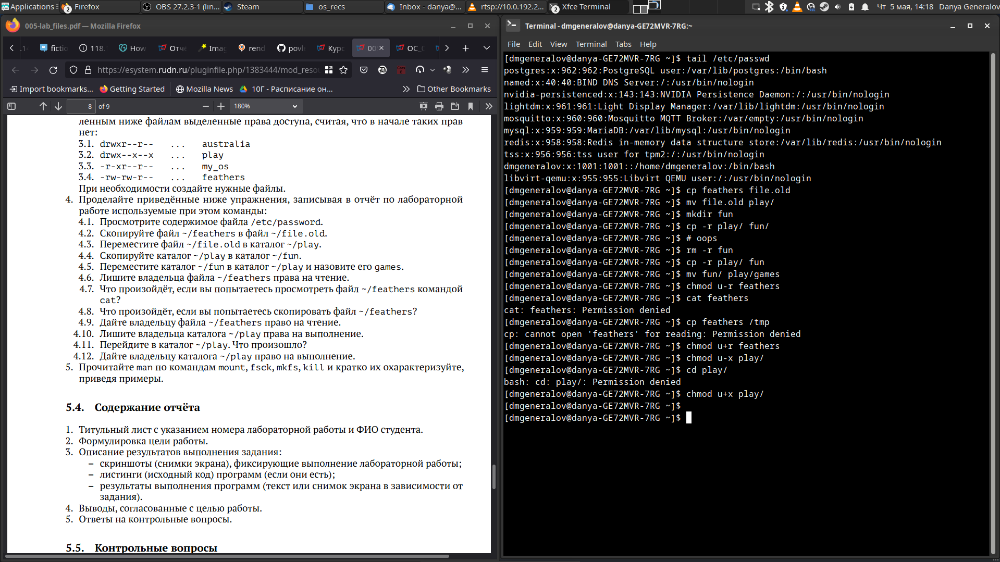 Applications
2
Firefox
OBS 27.2.3-1 (lin...
Steam
os_recs
Inbox - danya@...
rtsp://10.0.192.2...
2
Xfce Terminal
Чт 5 мая, 14:18
Danya Generalov
005-lab_files.pdf — Mozilla Firefox
fictio
118.
How
Отчё
Imag
rend
povle
Курс
00
ОС_
https://esystem.rudn.ru/pluginfile.php/1383444/mod_reso
Import bookmarks...
Getting Started
Mozilla News
10Г - Расписание он...
Other Bookmarks
8
of 9
180%
ленным ниже файлам выделенные права доступа, считая, что в начале таких прав
нет:
3.1. drwxr--r-- ... australia
3.2. drwx--x--x ... play
3.3. -r-xr--r-- ... my_os
3.4. -rw-rw-r-- ... feathers
При необходимости создайте нужные файлы.
4. Проделайте приведённые ниже упражнения, записывая в отчёт по лабораторной
работе используемые при этом команды:
4.1. Просмотрите содержимое файла /etc/password.
4.2. Скопируйте файл ~/feathers в файл ~/file.old.
4.3. Переместите файл ~/file.old в каталог ~/play.
4.4. Скопируйте каталог ~/play в каталог ~/fun.
4.5. Переместите каталог ~/fun в каталог ~/play и назовите его games.
4.6. Лишите владельца файла ~/feathers права на чтение.
4.7. Что произойдёт, если вы попытаетесь просмотреть файл ~/feathers командой
cat?
4.8. Что произойдёт, если вы попытаетесь скопировать файл ~/feathers?
4.9. Дайте владельцу файла ~/feathers право на чтение.
4.10. Лишите владельца каталога ~/play права на выполнение.
4.11. Перейдите в каталог ~/play. Что произошло?
4.12. Дайте владельцу каталога ~/play право на выполнение.
5. Прочитайте man по командам mount, fsck, mkfs, kill и кратко их охарактеризуйте,
приведя примеры.
5.4. Содержание отчёта
1. Титульный лист с указанием номера лабораторной работы и ФИО студента.
2. Формулировка цели работы.
3. Описание результатов выполнения задания:
– скриншоты (снимки экрана), фиксирующие выполнение лабораторной работы;
– листинги (исходный код) программ (если они есть);
– результаты выполнения программ (текст или снимок экрана в зависимости от
задания).
4. Выводы, согласованные с целью работы.
5. Ответы на контрольные вопросы.
5.5. Контрольные вопросы
Terminal - dmgeneralov@danya-GE72MVR-7RG:~
File Edit View Terminal Tabs Help
[dmgeneralov@danya-GE72MVR-7RG ~]$ tail /etc/passwd
postgres:x:962:962:PostgreSQL user:/var/lib/postgres:/bin/bash
named:x:40:40:BIND DNS Server:/:/usr/bin/nologin
nvidia-persistenced:x:143:143:NVIDIA Persistence Daemon:/:/usr/bin/nologin
lightdm:x:961:961:Light Display Manager:/var/lib/lightdm:/usr/bin/nologin
mosquitto:x:960:960:Mosquitto MQTT Broker:/var/empty:/usr/bin/nologin
mysql:x:959:959:MariaDB:/var/lib/mysql:/usr/bin/nologin
redis:x:958:958:Redis in-memory data structure store:/var/lib/redis:/usr/bin/nologin
tss:x:956:956:tss user for tpm2:/:/usr/bin/nologin
dmgeneralov:x:1001:1001::/home/dmgeneralov:/bin/bash
libvirt-qemu:x:955:955:Libvirt QEMU user:/:/usr/bin/nologin
[dmgeneralov@danya-GE72MVR-7RG ~]$ cp feathers file.old
[dmgeneralov@danya-GE72MVR-7RG ~]$ mv file.old play/
[dmgeneralov@danya-GE72MVR-7RG ~]$ mkdir fun
[dmgeneralov@danya-GE72MVR-7RG ~]$ cp -r play/ fun/
[dmgeneralov@danya-GE72MVR-7RG ~]$ # oops
[dmgeneralov@danya-GE72MVR-7RG ~]$ rm -r fun
[dmgeneralov@danya-GE72MVR-7RG ~]$ cp -r play/ fun
[dmgeneralov@danya-GE72MVR-7RG ~]$ mv fun/ play/games
[dmgeneralov@danya-GE72MVR-7RG ~]$ chmod u-r feathers
[dmgeneralov@danya-GE72MVR-7RG ~]$ cat feathers
cat: feathers: Permission denied
[dmgeneralov@danya-GE72MVR-7RG ~]$ cp feathers /tmp
cp: cannot open 'feathers' for reading: Permission denied
[dmgeneralov@danya-GE72MVR-7RG ~]$ chmod u+r feathers
[dmgeneralov@danya-GE72MVR-7RG ~]$ chmod u-x play/
[dmgeneralov@danya-GE72MVR-7RG ~]$ cd play/
bash: cd: play/: Permission denied
[dmgeneralov@danya-GE72MVR-7RG ~]$ chmod u+x play/
[dmgeneralov@danya-GE72MVR-7RG ~]$
[dmgeneralov@danya-GE72MVR-7RG ~]$